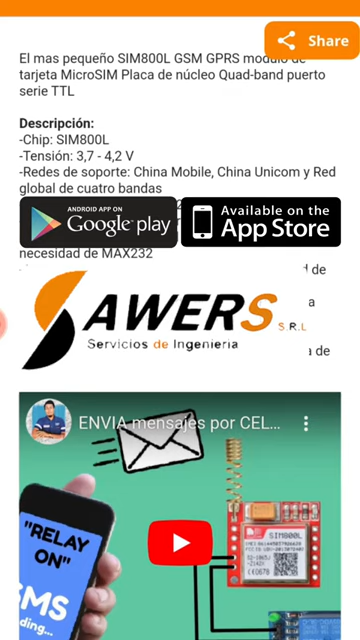 Share
El mas pequeño SIM800L GSM GPRS modulo de
tarjeta MicroSIM Placa de núcleo Quad-band puerto
serie TTL
Descripción:
-Chip: SIM800L
-Tensión: 3,7 - 4,2 V
-Redes de soporte: China Mobile, China Unicom y Red
global de cuatro bandas
ANDROID APP ON
Google play
Available on the
App Store
necesidad de MAX232
d de
a
SAWERS S.R.L
Servicios de Ingenieria
a de
ENVIA mensajes por CEL...
"RELAY
ON"
SMS
ding...
SIM800L